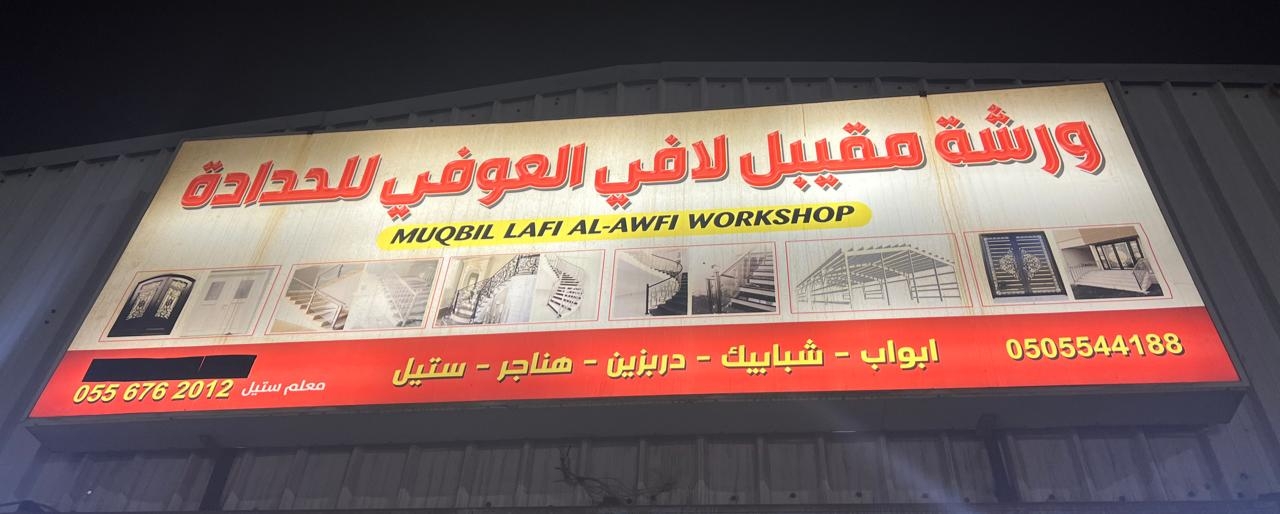 ورشة مقيبل لافي العوفي للحدادة
MUQBIL LAFI AL-AWFI WORKSHOP
0505544188
ابواب - شبابيك - دربزين - هناجر - ستيل
معلم ستيل 055 676 2012